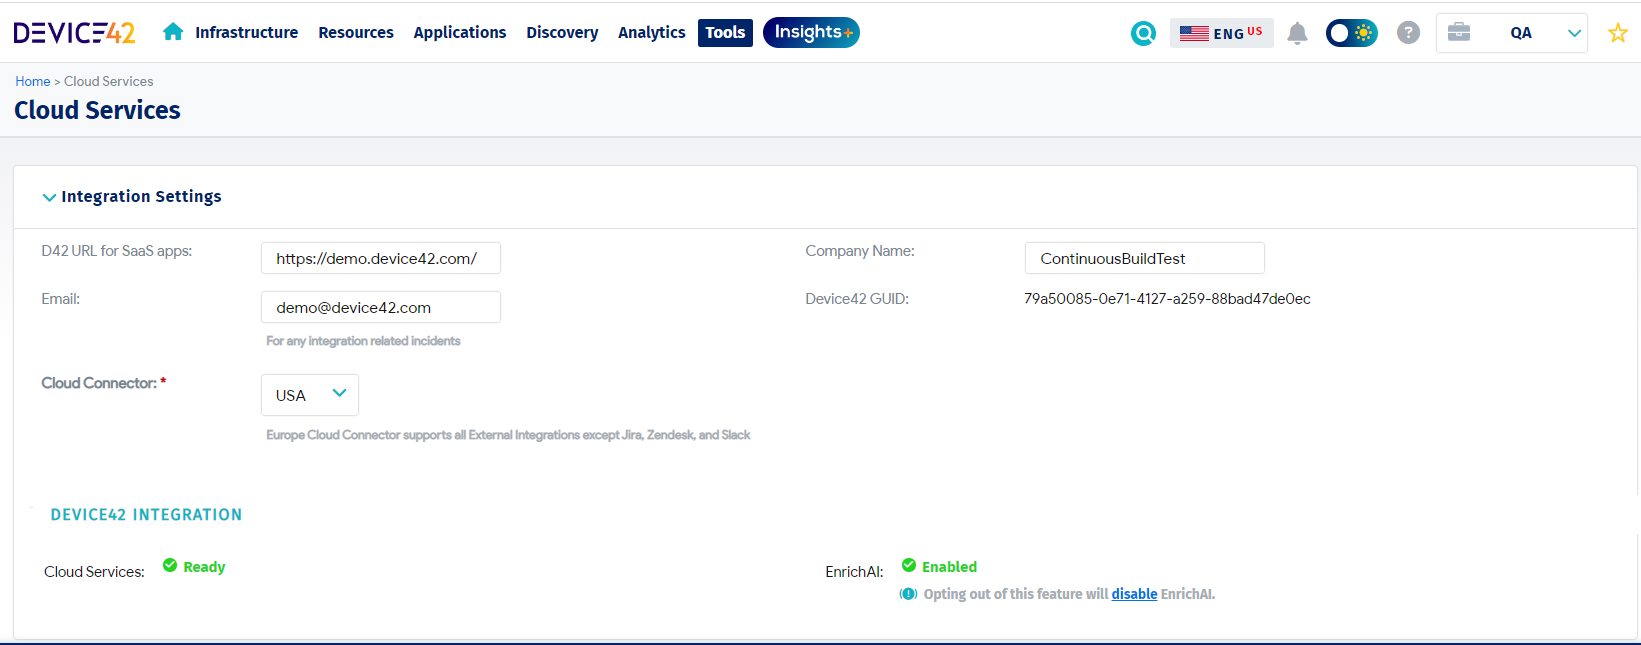 DEVICE42 Infrastructure Resources Applications Discovery Analytics Tools Insights+ ENG US ? QA
Home > Cloud Services
Cloud Services
Integration Settings
D42 URL for SaaS apps: https://demo.device42.com/ Company Name: ContinuousBuildTest
Email: demo@device42.com Device42 GUID: 79a50085-0e71-4127-a259-88bad47de0ec
For any integration related incidents
Cloud Connector: * USA
Europe Cloud Connector supports all External Integrations except Jira, Zendesk, and Slack
DEVICE42 INTEGRATION
Cloud Services: Ready EnrichAI: Enabled
Opting out of this feature will disable EnrichAI.